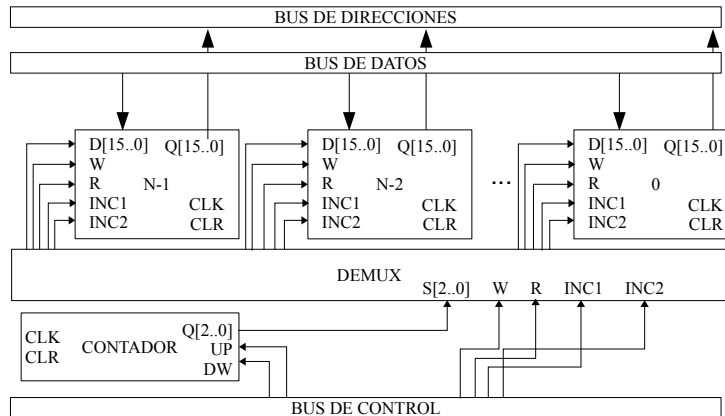 BUS DE DIRECCIONES
BUS DE DATOS
D[15..0] Q[15..0]
W
R N-1
INC1 CLK
INC2 CLR
D[15..0] Q[15..0]
W
R N-2
INC1 CLK
INC2 CLR
...
D[15..0] Q[15..0]
W
R 0
INC1 CLK
INC2 CLR
DEMUX
S[2..0] W R INC1 INC2
Q[2..0]
CLK
CLR CONTADOR UP
DW
BUS DE CONTROL